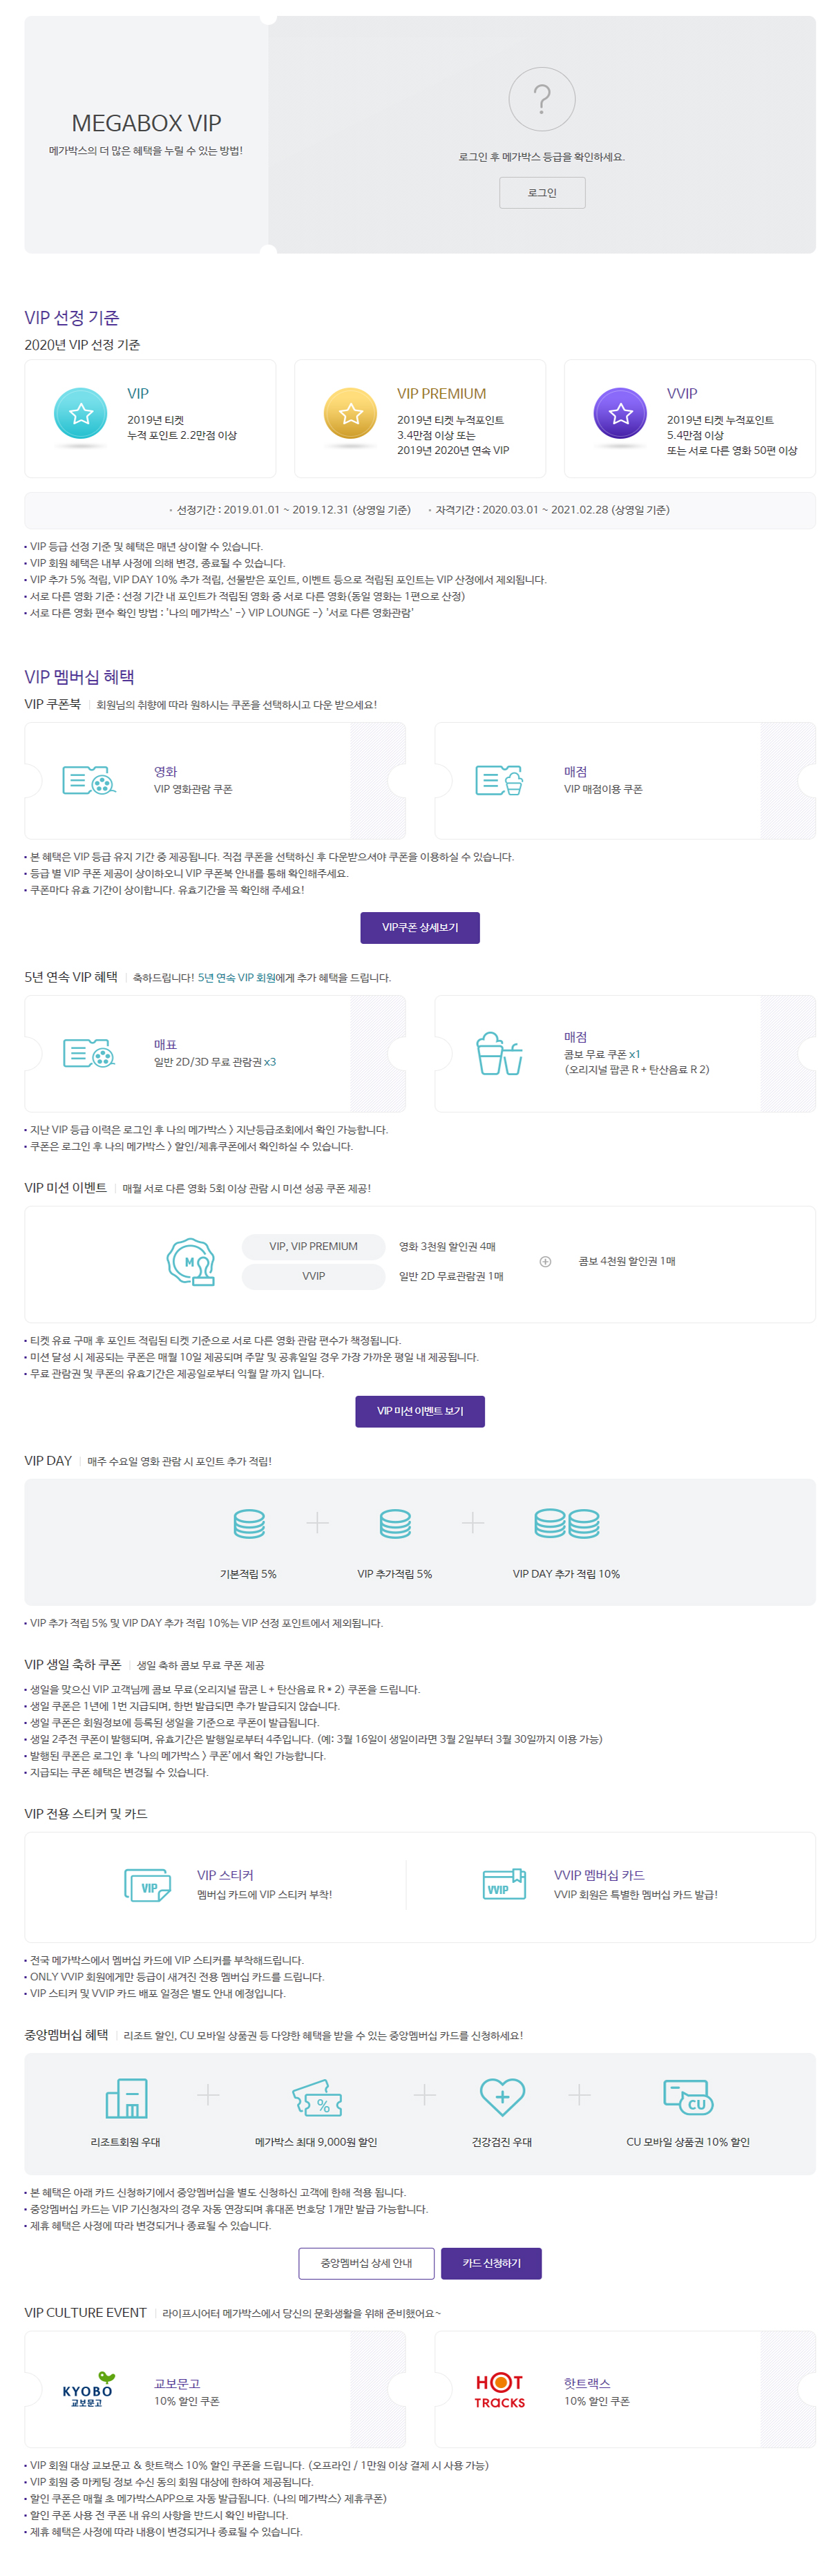 MEGABOX VIP
메가박스의 더 많은 혜택을 누릴 수 있는 방법!
?
로그인 후 메가박스 등급을 확인하세요.
로그인
VIP 선정 기준
2020년 VIP 선정 기준
VIP
2019년 티켓
누적 포인트 2.2만점 이상
VIP PREMIUM
2019년 티켓 누적포인트
3.4만점 이상 또는
2019년 2020년 연속 VIP
VVIP
2019년 티켓 누적포인트
5.4만점 이상
또는 서로 다른 영화 50편 이상
· 선정기간 : 2019.01.01 ~ 2019.12.31 (상영일 기준) · 자격기간 : 2020.03.01 ~ 2021.02.28 (상영일 기준)
• VIP 등급 선정 기준 및 혜택은 매년 상이할 수 있습니다.
• VIP 회원 혜택은 내부 사정에 의해 변경, 종료될 수 있습니다.
• VIP 추가 5% 적립, VIP DAY 10% 추가 적립, 선물받은 포인트, 이벤트 등으로 적립된 포인트는 VIP 산정에서 제외됩니다.
• 서로 다른 영화 기준 : 선정 기간 내 포인트가 적립된 영화 중 서로 다른 영화(동일 영화는 1편으로 산정)
• 서로 다른 영화 편수 확인 방법 : '나의 메가박스' -> VIP LOUNGE -> '서로 다른 영화관람'
VIP 멤버십 혜택
VIP 쿠폰북 | 회원님의 취향에 따라 원하시는 쿠폰을 선택하시고 다운 받으세요!
영화
VIP 영화관람 쿠폰
매점
VIP 매점이용 쿠폰
• 본 혜택은 VIP 등급 유지 기간 중 제공됩니다. 직접 쿠폰을 선택하신 후 다운받으셔야 쿠폰을 이용하실 수 있습니다.
• 등급 별 VIP 쿠폰 제공이 상이하오니 VIP 쿠폰북 안내를 통해 확인해주세요.
• 쿠폰마다 유효 기간이 상이합니다. 유효기간을 꼭 확인해 주세요!
VIP쿠폰 상세보기
5년 연속 VIP 혜택 | 축하드립니다! 5년 연속 VIP 회원에게 추가 혜택을 드립니다.
매표
일반 2D/3D 무료 관람권 x3
매점
콤보 무료 쿠폰 x1
(오리지널 팝콘 R + 탄산음료 R 2)
• 지난 VIP 등급 이력은 로그인 후 나의 메가박스 > 지난등급조회에서 확인 가능합니다.
• 쿠폰은 로그인 후 나의 메가박스 > 할인/제휴쿠폰에서 확인하실 수 있습니다.
VIP 미션 이벤트 | 매월 서로 다른 영화 5회 이상 관람 시 미션 성공 쿠폰 제공!
M
VIP, VIP PREMIUM 영화 3천원 할인권 4매
VVIP 일반 2D 무료관람권 1매
콤보 4천원 할인권 1매
• 티켓 유료 구매 후 포인트 적립된 티켓 기준으로 서로 다른 영화 관람 편수가 책정됩니다.
• 미션 달성 시 제공되는 쿠폰은 매월 10일 제공되며 주말 및 공휴일일 경우 가장 가까운 평일 내 제공됩니다.
• 무료 관람권 및 쿠폰의 유효기간은 제공일로부터 익월 말 까지 입니다.
VIP 미션 이벤트 보기
VIP DAY | 매주 수요일 영화 관람 시 포인트 추가 적립!
기본적립 5% VIP 추가적립 5% VIP DAY 추가 적립 10%
• VIP 추가 적립 5% 및 VIP DAY 추가 적립 10%는 VIP 선정 포인트에서 제외됩니다.
VIP 생일 축하 쿠폰 | 생일 축하 콤보 무료 쿠폰 제공
• 생일을 맞으신 VIP 고객님께 콤보 무료(오리지널 팝콘 L + 탄산음료 R * 2) 쿠폰을 드립니다.
• 생일 쿠폰은 1년에 1번 지급되며, 한번 발급되면 추가 발급되지 않습니다.
• 생일 쿠폰은 회원정보에 등록된 생일을 기준으로 쿠폰이 발급됩니다.
• 생일 2주전 쿠폰이 발행되며, 유효기간은 발행일로부터 4주입니다. (예: 3월 16일이 생일이라면 3월 2일부터 3월 30일까지 이용 가능)
• 발행된 쿠폰은 로그인 후 '나의 메가박스 > 쿠폰'에서 확인 가능합니다.
• 지급되는 쿠폰 혜택은 변경될 수 있습니다.
VIP 전용 스티커 및 카드
VIP
VIP 스티커
멤버십 카드에 VIP 스티커 부착!
VVIP
VVIP 멤버십 카드
VVIP 회원은 특별한 멤버십 카드 발급!
• 전국 메가박스에서 멤버십 카드에 VIP 스티커를 부착해드립니다.
• ONLY VVIP 회원에게만 등급이 새겨진 전용 멤버십 카드를 드립니다.
• VIP 스티커 및 VVIP 카드 배포 일정은 별도 안내 예정입니다.
중앙멤버십 혜택 | 리조트 할인, CU 모바일 상품권 등 다양한 혜택을 받을 수 있는 중앙멤버십 카드를 신청하세요!
%
CU
리조트회원 우대 메가박스 최대 9,000원 할인 건강검진 우대 CU 모바일 상품권 10% 할인
• 본 혜택은 아래 카드 신청하기에서 중앙멤버십을 별도 신청하신 고객에 한해 적용 됩니다.
• 중앙멤버십 카드는 VIP 기신청자의 경우 자동 연장되며 휴대폰 번호당 1개만 발급 가능합니다.
• 제휴 혜택은 사정에 따라 변경되거나 종료될 수 있습니다.
중앙멤버십 상세 안내 카드 신청하기
VIP CULTURE EVENT | 라이프시어터 메가박스에서 당신의 문화생활을 위해 준비했어요~
KYOBO
교보문고
교보문고
10% 할인 쿠폰
HOT
TRACKS
핫트랙스
10% 할인 쿠폰
• VIP 회원 대상 교보문고 & 핫트랙스 10% 할인 쿠폰을 드립니다. (오프라인 / 1만원 이상 결제 시 사용 가능)
• VIP 회원 중 마케팅 정보 수신 동의 회원 대상에 한하여 제공됩니다.
• 할인 쿠폰은 매월 초 메가박스APP으로 자동 발급됩니다. (나의 메가박스> 제휴쿠폰)
• 할인 쿠폰 사용 전 쿠폰 내 유의 사항을 반드시 확인 바랍니다.
• 제휴 혜택은 사정에 따라 내용이 변경되거나 종료될 수 있습니다.